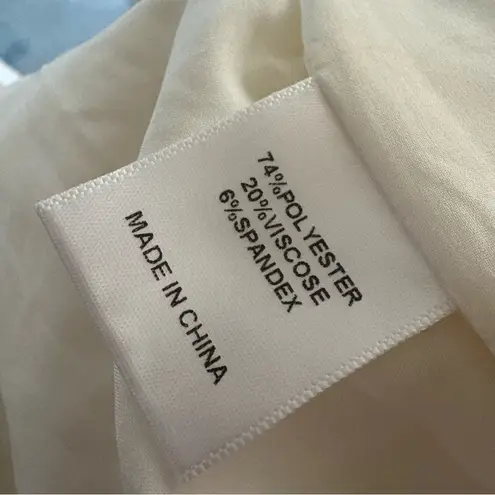 74%POLYESTER
20%VISCOSE
6%SPANDEX
MADE IN CHINA